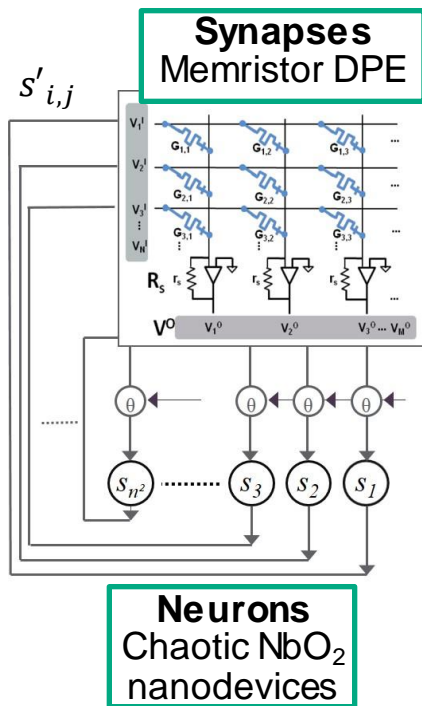 Synapses
Memristor DPE
s'i,j
V1I
G1,1 G1,2 G1,3 ...
V2I
G2,1 G2,2 G2,3 ...
V3I
G3,1 G3,2 G3,3 ...
⋮ ⋮ ⋮ ⋮
VNI
Rs rs rs rs ...
VO V1O V2O V3O ... VMO
θ θ θ θ
........
sn² ......... s3 s2 s1
Neurons
Chaotic NbO₂
nanodevices